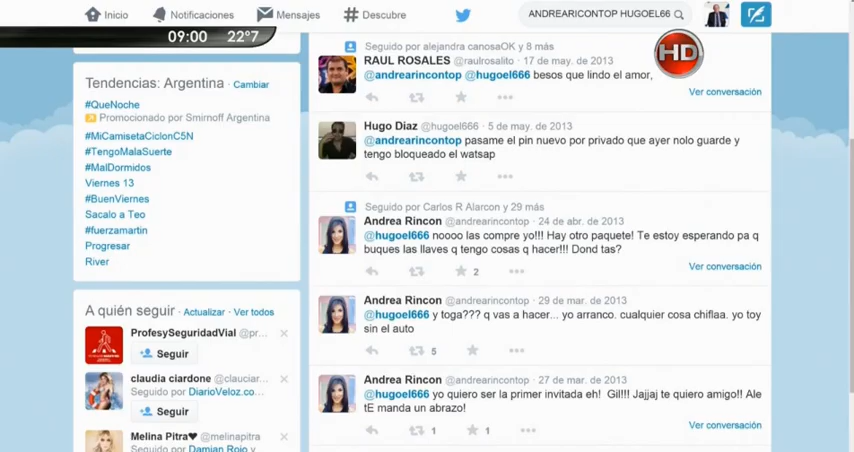 Inicio Notificaciones Mensajes Descubre ANDREARICONTOP HUGOEL66
09:00 22°7
HD
Tendencias: Argentina · Cambiar
#QueNoche
Promocionado por Smirnoff Argentina
#MiCamisetaCiclonC5N
#TengoMalaSuerte
#MalDormidos
Viernes 13
#BuenViernes
Sacalo a Teo
#fuerzamartin
Progresar
River
A quién seguir · Actualizar · Ver todos
ProfesySeguridadVial @pr...
Seguir
claudia ciardone @clauciar...
Seguido por DiarioVeloz.co...
Seguir
Melina Pitra♥ @melinapitra
Seguido por Damian Rojo y
Seguido por alejandra canosaOK y 8 más
RAUL ROSALES @raulrosalito · 17 de may. de 2013
@andrearincontop @hugoel666 besos que lindo el amor,
Ver conversación
Hugo Diaz @hugoel666 · 5 de may. de 2013
@andrearincontop pasame el pin nuevo por privado que ayer nolo guarde y
tengo bloqueado el watsap
Seguido por Carlos R Alarcon y 29 más
Andrea Rincon @andrearincontop · 24 de abr. de 2013
@hugoel666 noooo las compre yo!!! Hay otro paquete! Te estoy esperando pa q
buques las llaves q tengo cosas q hacer!!! Dond tas?
2
Ver conversación
Andrea Rincon @andrearincontop · 29 de mar. de 2013
@hugoel666 y toga??? q vas a hacer... yo arranco. cualquier cosa chiflaa. yo toy
sin el auto
5
Andrea Rincon @andrearincontop · 27 de mar. de 2013
@hugoel666 yo quiero ser la primer invitada eh! Gil!!! Jajjaj te quiero amigo!! Ale
tE manda un abrazo!
1 1
Ver conversación